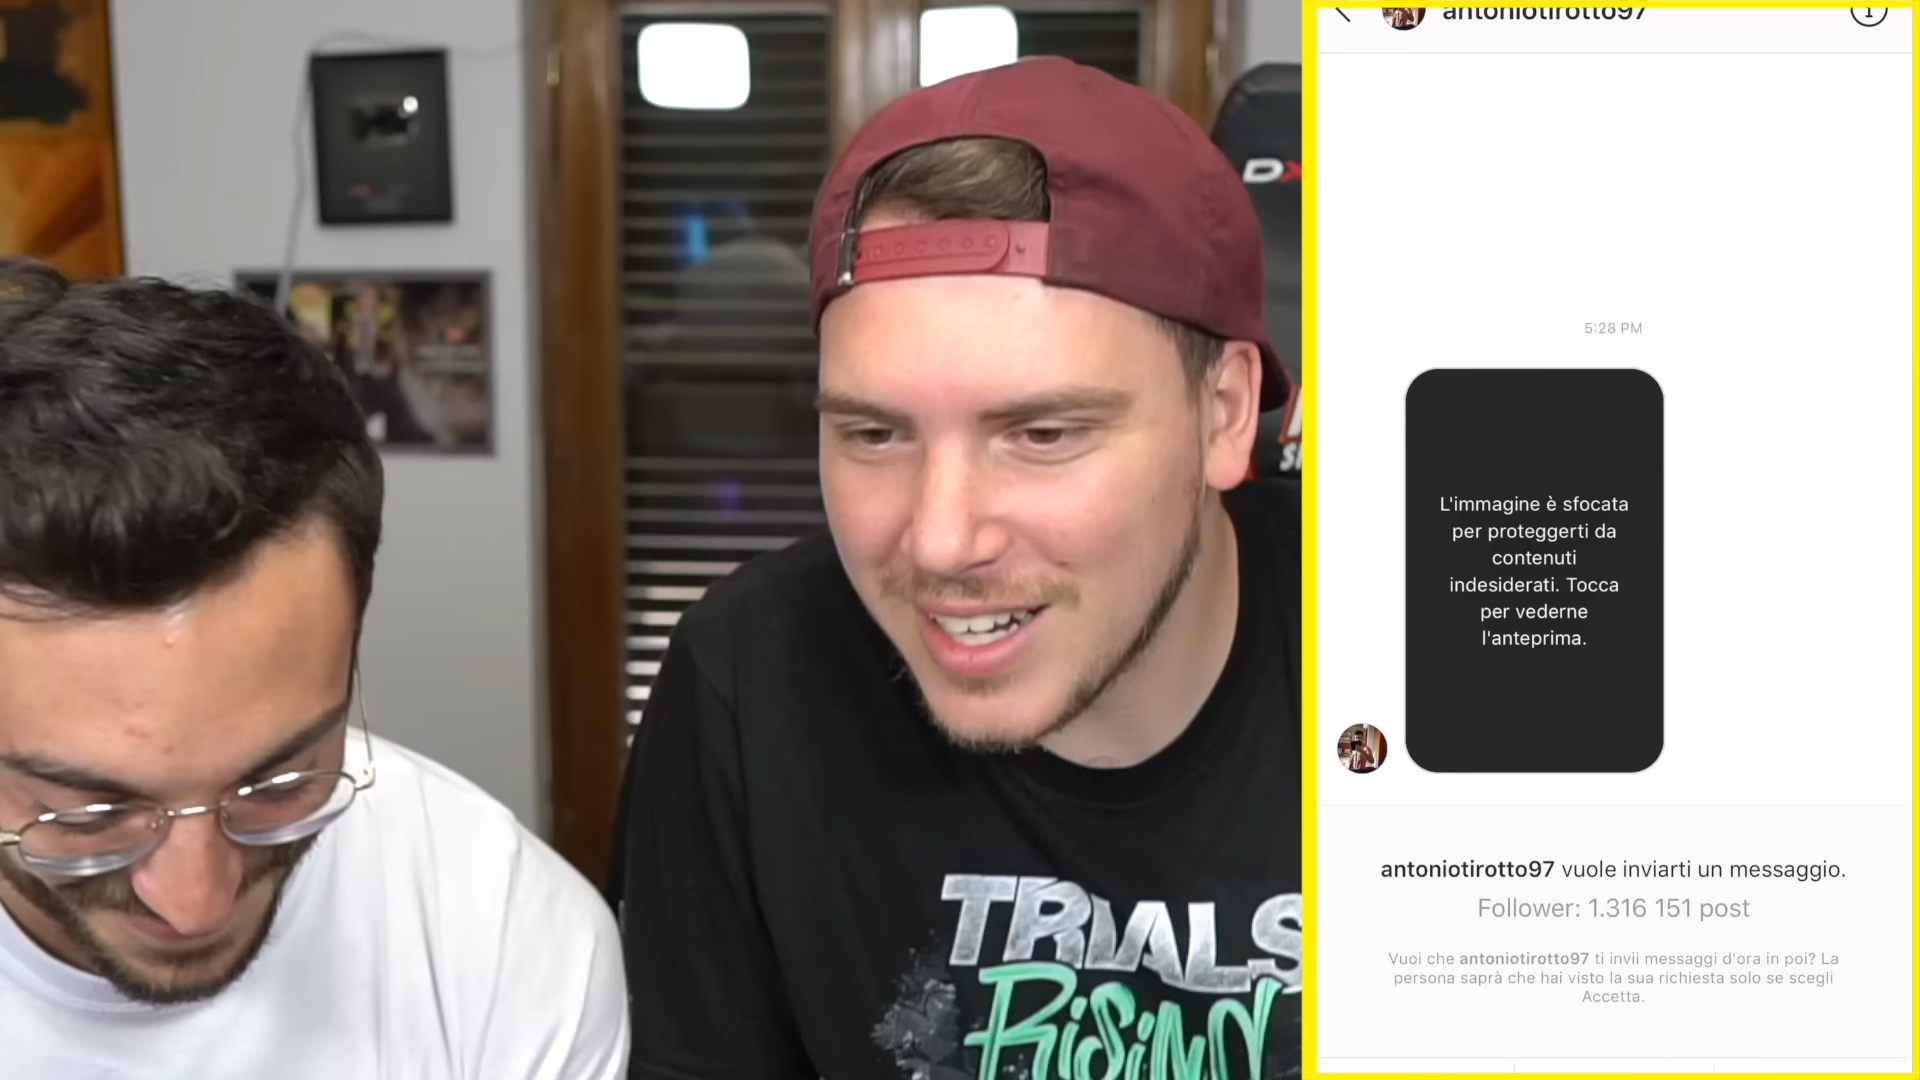 antoniotirotto97
5:28 PM
L'immagine è sfocata
per proteggerti da
contenuti
indesiderati. Tocca
per vederne
l'anteprima.
antoniotirotto97 vuole inviarti un messaggio.
Follower: 1.316 151 post
Vuoi che antoniotirotto97 ti invii messaggi d'ora in poi? La
persona saprà che hai visto la sua richiesta solo se scegli
Accetta.
TRIALS
RISING